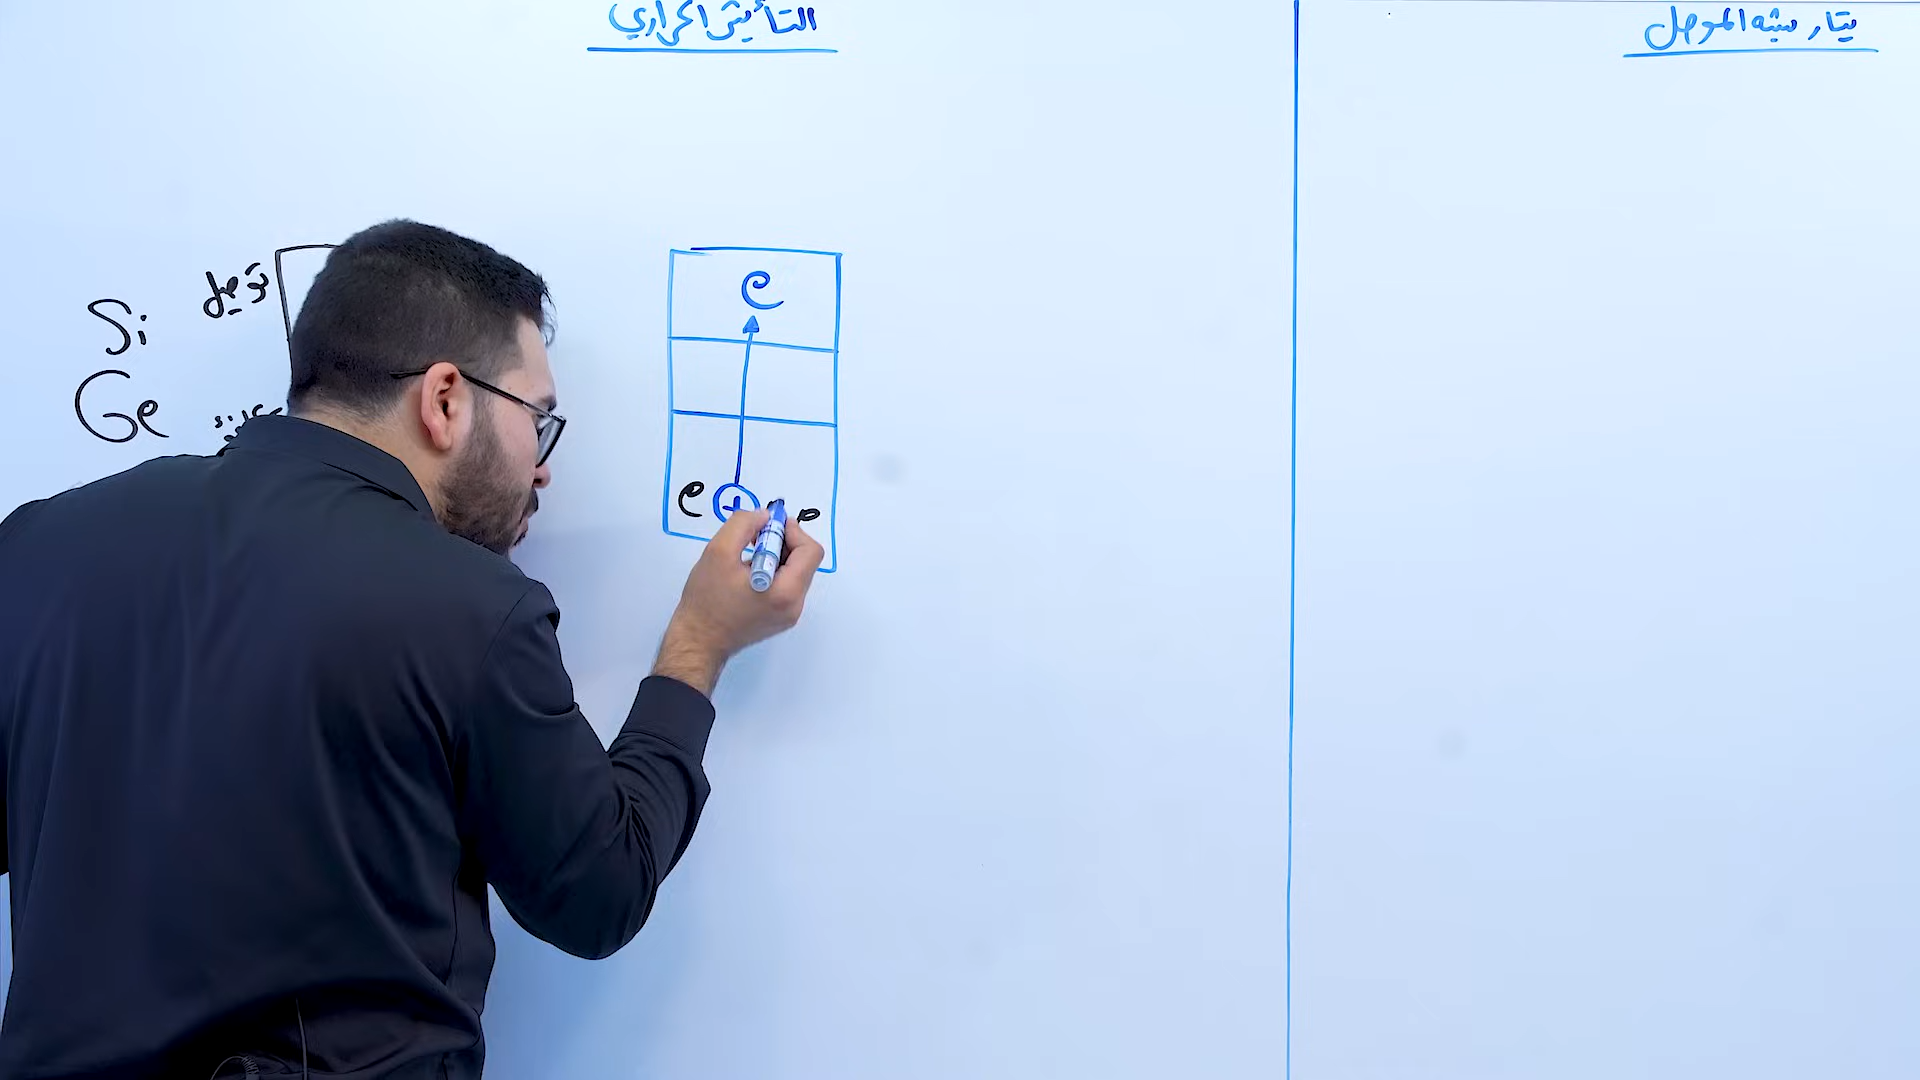 تيار شبه الموصل
التأثير الحراري
توصيل
Si
Ge
e
e + e